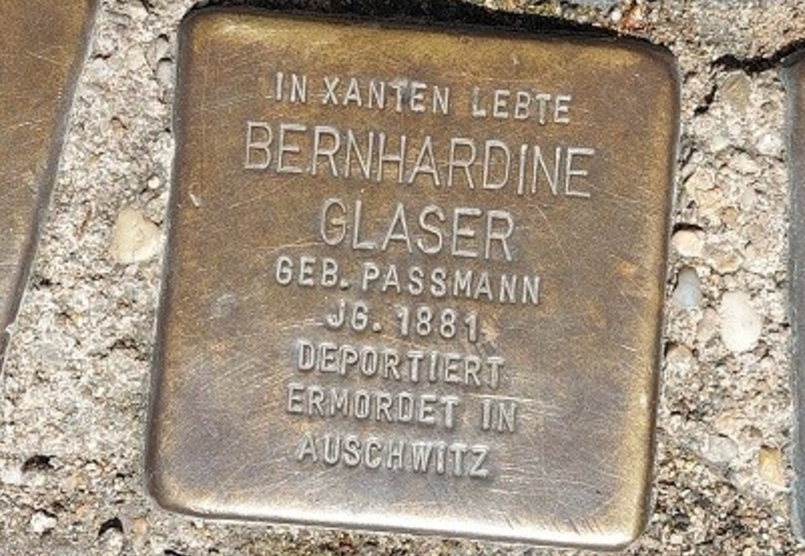 IN XANTEN LEBTE
BERNHARDINE
GLASER
GEB. PASSMANN
JG. 1881
DEPORTIERT
ERMORDET IN
AUSCHWITZ